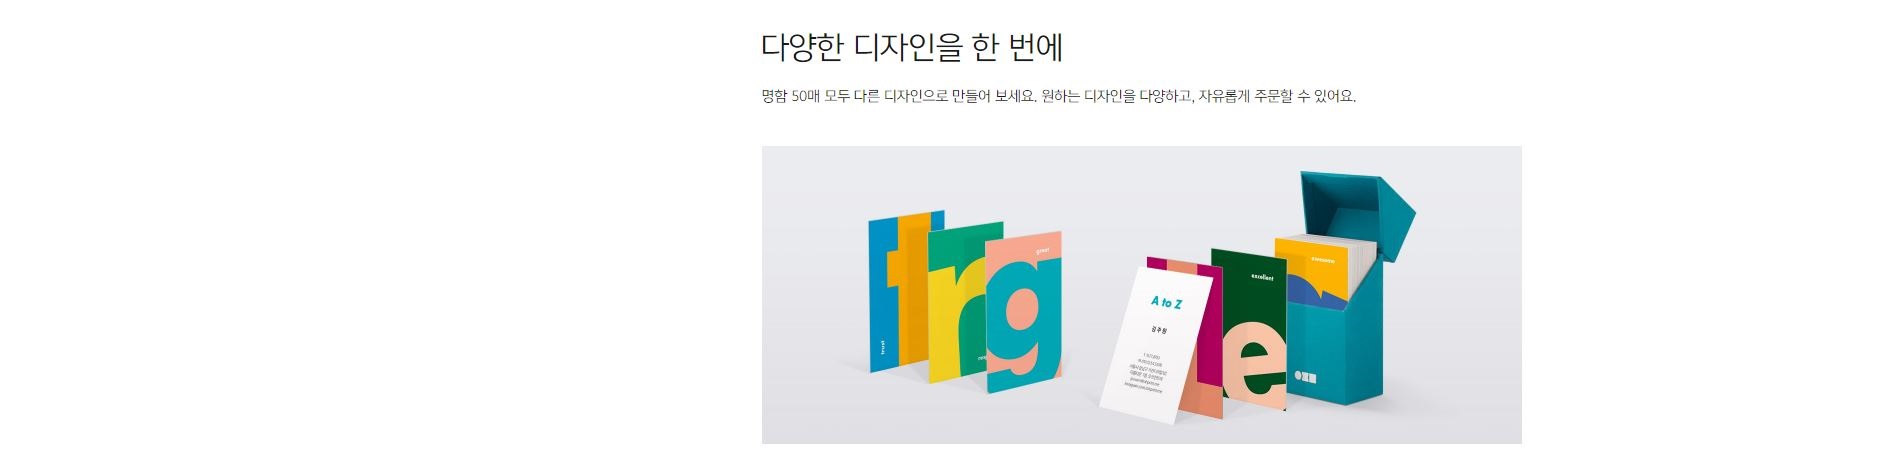 다양한 디자인을 한 번에
명함 50매 모두 다른 디자인으로 만들어 보세요. 원하는 디자인을 다양하고, 자유롭게 주문할 수 있어요.
trust
great
A to Z
김주원
excellent
awesome
t
r
g
e